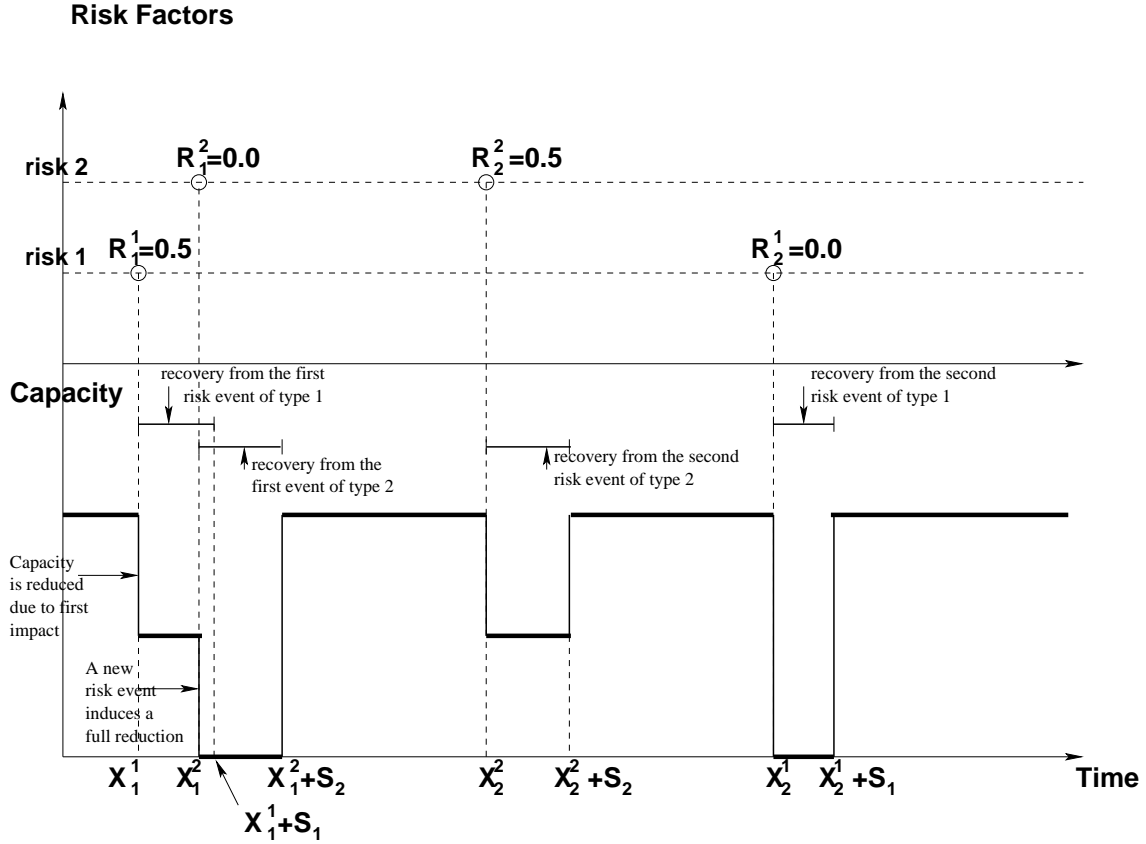 Risk Factors
risk 2
R₁²=0.0
R₂²=0.5
risk 1
R₁¹=0.5
R₂¹=0.0
Capacity
recovery from the first
risk event of type 1
recovery from the second
risk event of type 1
recovery from the
first event of type 2
recovery from the second
risk event of type 2
Capacity
is reduced
due to first
impact
A new
risk event
induces a
full reduction
X₁¹
X₁²
X₁²+S₂
X₂²
X₂²+S₂
X₂¹
X₂¹+S₁
Time
X₁¹+S₁